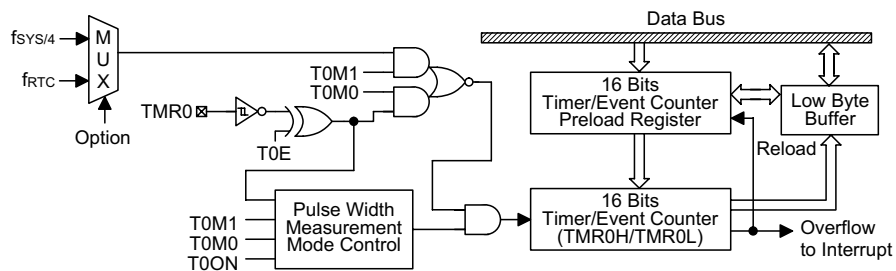 Data Bus
fSYS/4
M
U
X
fRTC
Option
T0M1
T0M0
TMR0
T0E
16 Bits
Timer/Event Counter
Preload Register
Low Byte
Buffer
Reload
T0M1
T0M0
T0ON
Pulse Width
Measurement
Mode Control
16 Bits
Timer/Event Counter
(TMR0H/TMR0L)
Overflow
to Interrupt